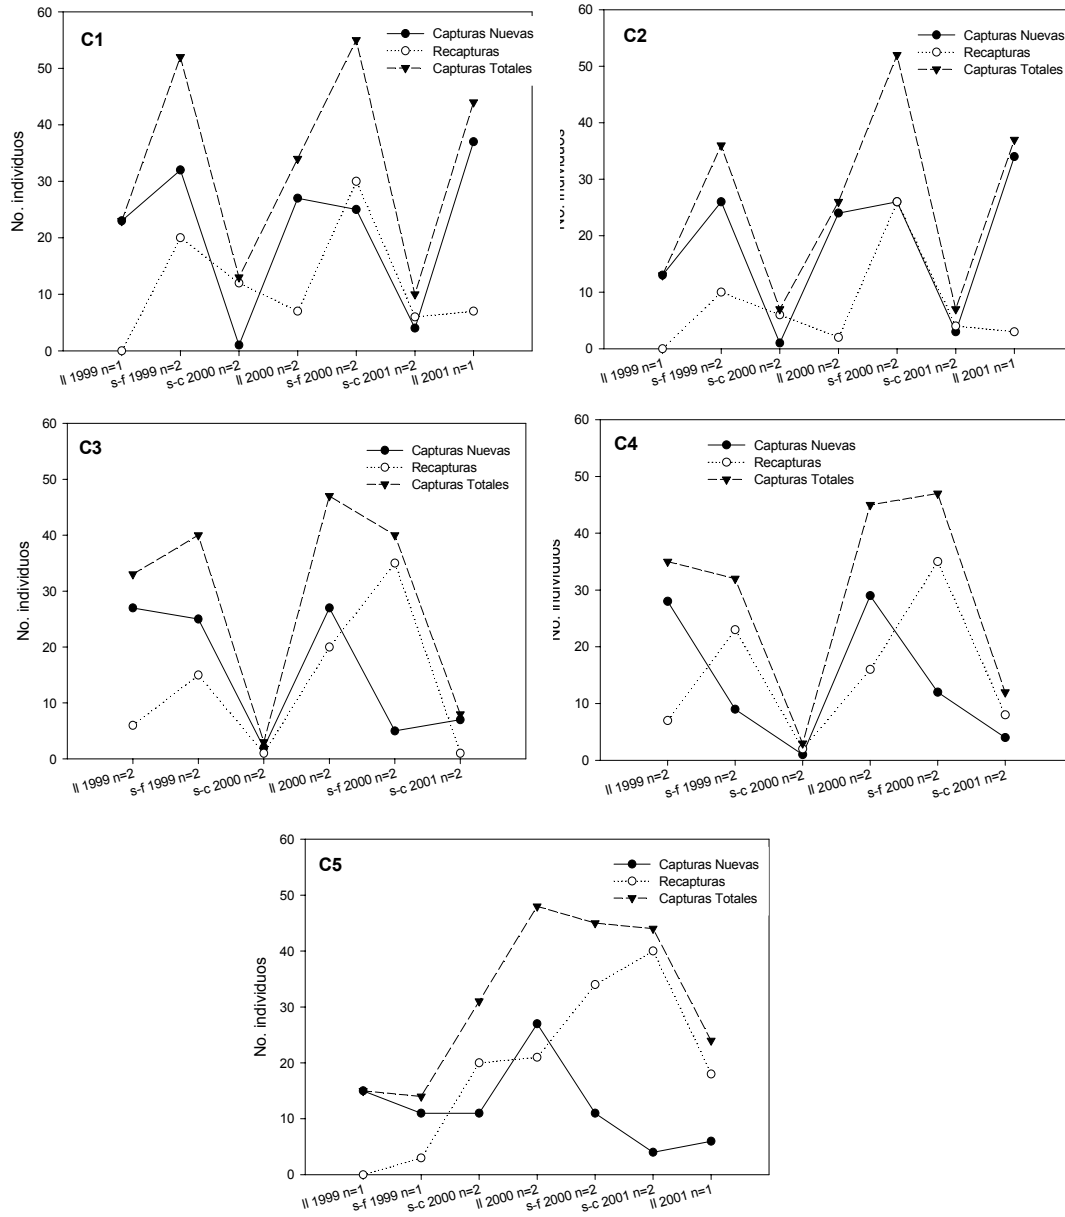 C1
Capturas Nuevas
Recapturas
Capturas Totales
No. individuos
60
50
40
30
20
10
0
ll 1999 n=1
s-f 1999 n=2
s-c 2000 n=2
ll 2000 n=2
s-f 2000 n=2
s-c 2001 n=2
ll 2001 n=1
C2
Capturas Nuevas
Recapturas
Capturas Totales
No. individuos
60
50
40
30
20
10
0
ll 1999 n=1
s-f 1999 n=2
s-c 2000 n=2
ll 2000 n=2
s-f 2000 n=2
s-c 2001 n=2
ll 2001 n=1
C3
Capturas Nuevas
Recapturas
Capturas Totales
No. individuos
60
50
40
30
20
10
0
ll 1999 n=2
s-f 1999 n=2
s-c 2000 n=2
ll 2000 n=2
s-f 2000 n=2
s-c 2001 n=2
C4
Capturas Nuevas
Recapturas
Capturas Totales
No. individuos
60
50
40
30
20
10
0
ll 1999 n=2
s-f 1999 n=2
s-c 2000 n=2
ll 2000 n=2
s-f 2000 n=2
s-c 2001 n=2
C5
Capturas Nuevas
Recapturas
Capturas Totales
No. individuos
60
50
40
30
20
10
0
ll 1999 n=1
s-f 1999 n=1
s-c 2000 n=2
ll 2000 n=2
s-f 2000 n=2
s-c 2001 n=2
ll 2001 n=1